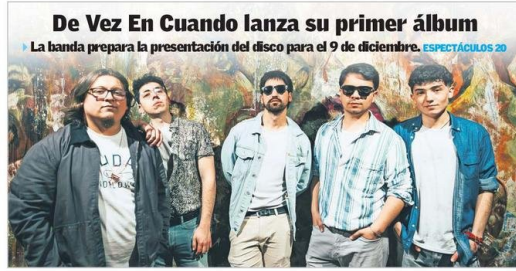 De Vez En Cuando lanza su primer álbum
La banda prepara la presentación del disco para el 9 de diciembre. ESPECTÁCULOS 20
UDA